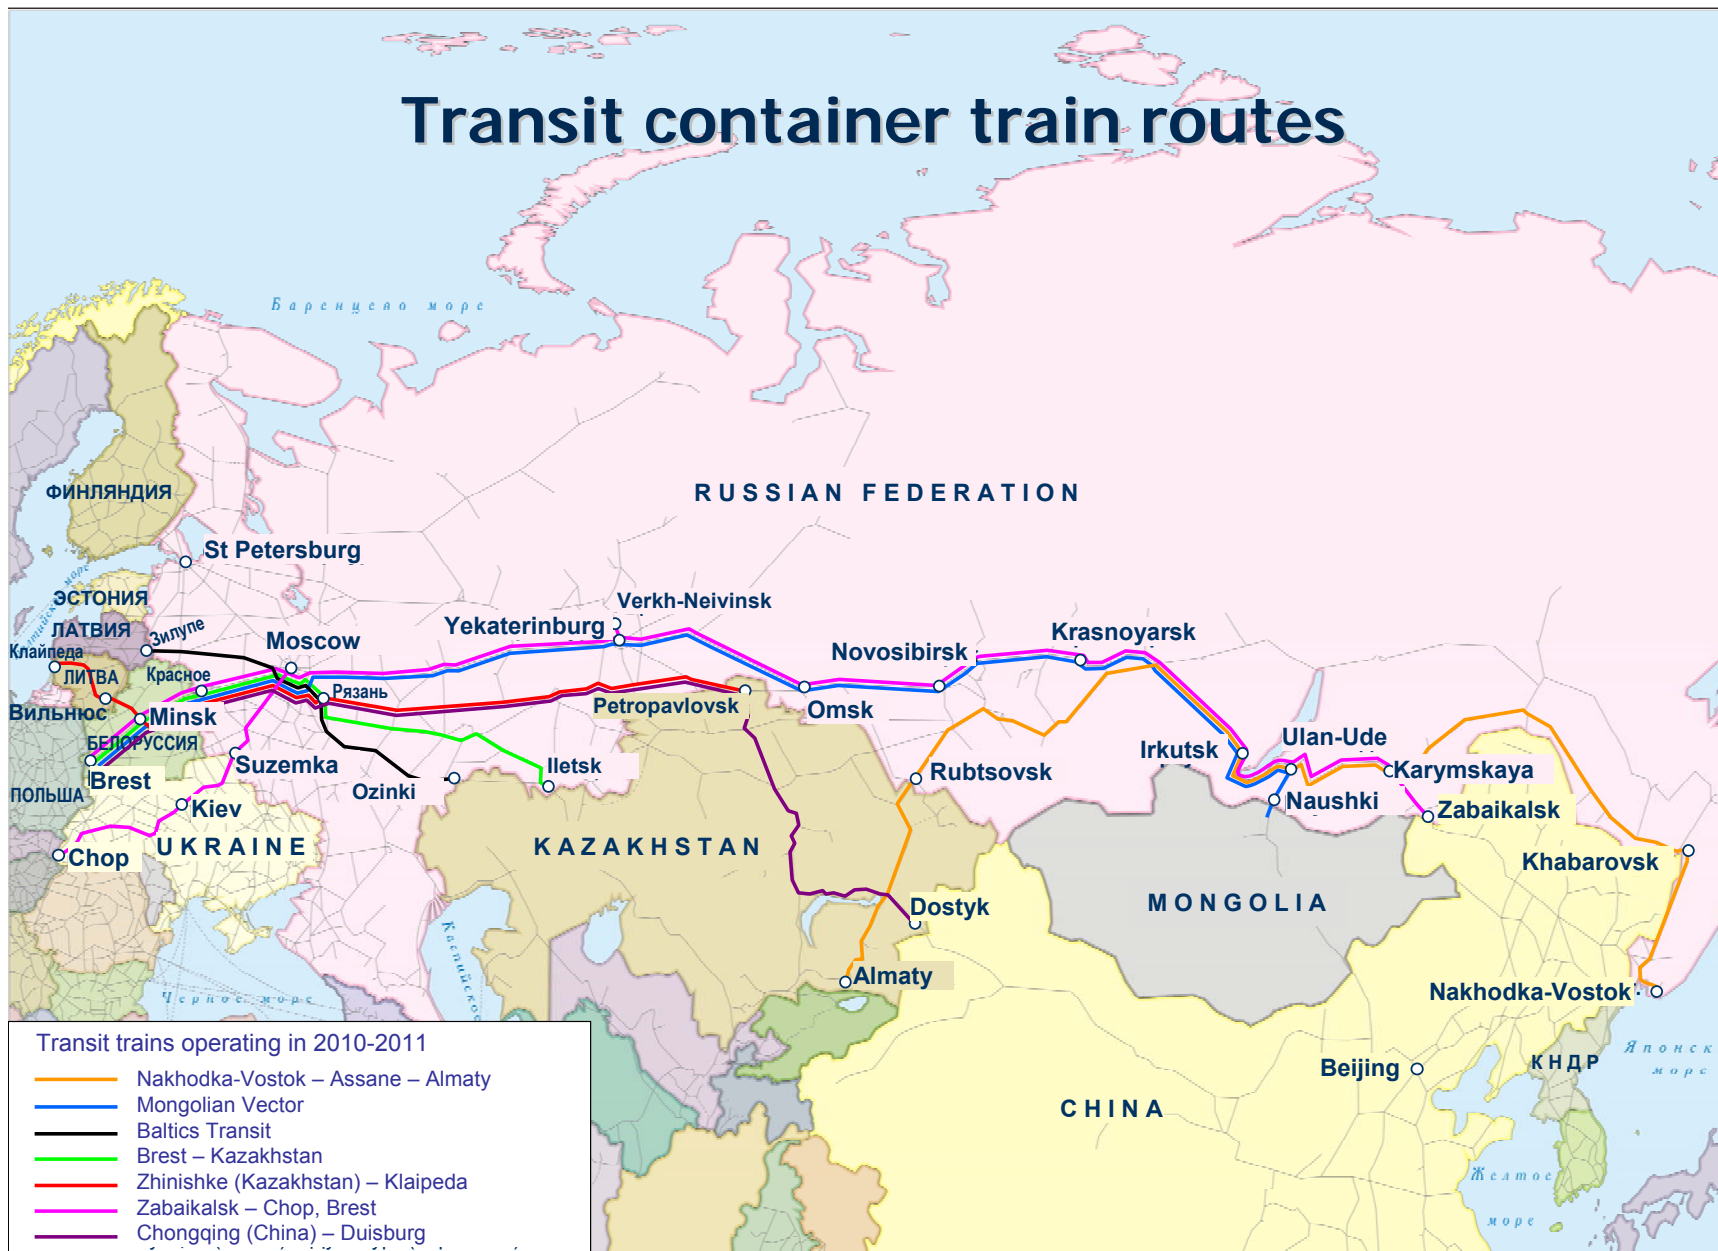 Transit container train routes
Баренцево море
ФИНЛЯНДИЯ
RUSSIAN FEDERATION
St Petersburg
ЭСТОНИЯ
ЛАТВИЯ
Зилупе
Клайпеда
ЛИТВА
Красное
Вильнюс
Minsk
БЕЛОРУССИЯ
Brest
ПОЛЬША
Moscow
Рязань
Yekaterinburg
Verkh-Neivinsk
Petropavlovsk
Omsk
Novosibirsk
Krasnoyarsk
Irkutsk
Ulan-Ude
Naushki
Karymskaya
Zabaikalsk
Khabarovsk
Suzemka
Kiev
Chop
UKRAINE
Ozinki
Iletsk
Rubtsovsk
KAZAKHSTAN
Dostyk
Almaty
MONGOLIA
Nakhodka-Vostok
Beijing
CHINA
КНДР
Черное море
Каспийское
Японск
море
Желтое
море
Transit trains operating in 2010-2011
Nakhodka-Vostok – Assane – Almaty
Mongolian Vector
Baltics Transit
Brest – Kazakhstan
Zhinishke (Kazakhstan) – Klaipeda
Zabaikalsk – Chop, Brest
Chongqing (China) – Duisburg